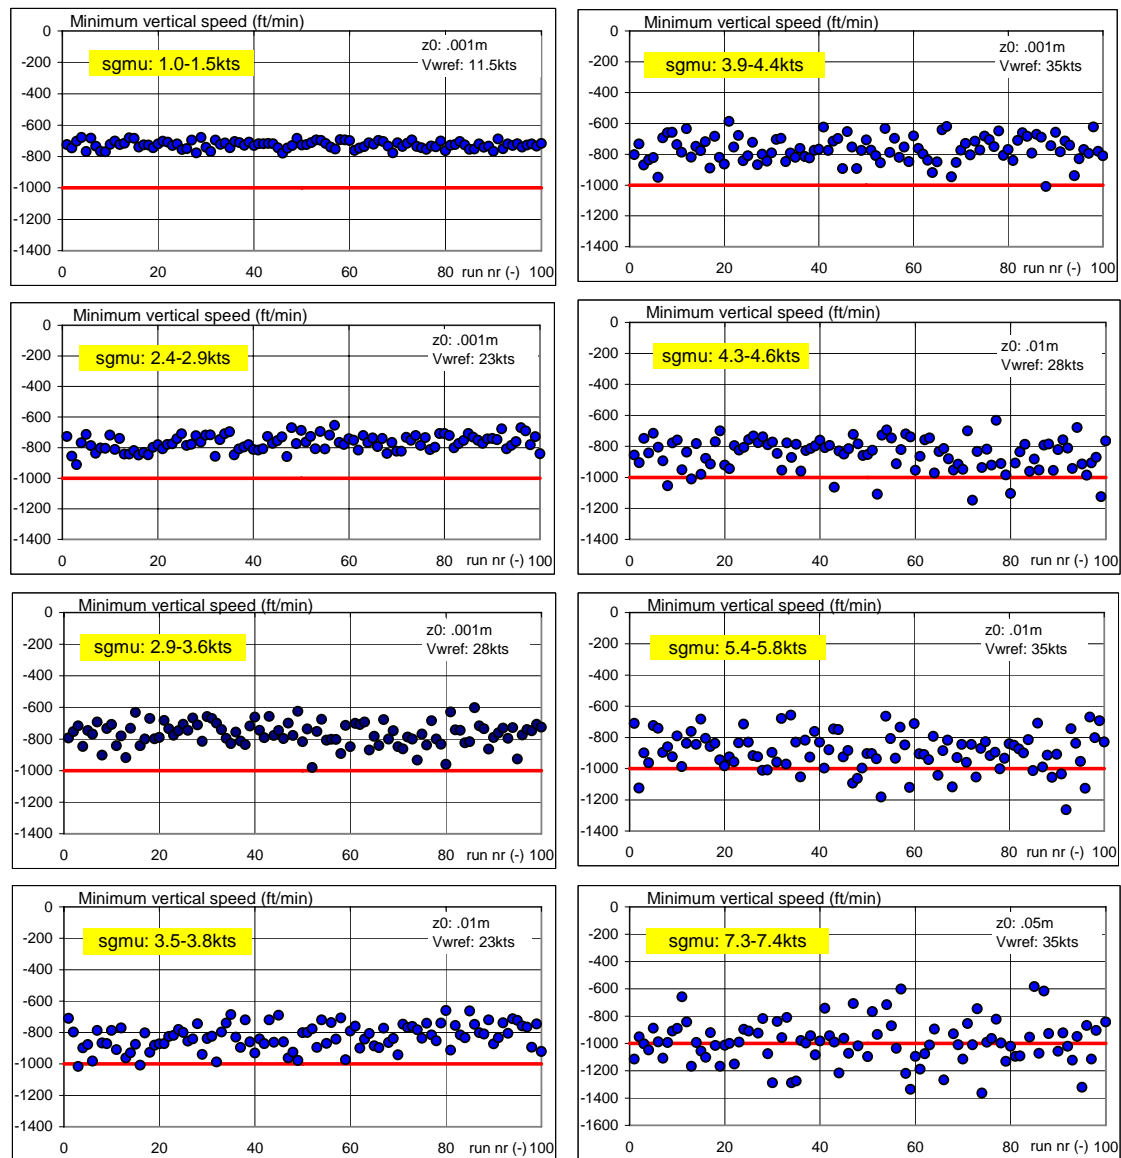 Minimum vertical speed (ft/min)
0
-200
-400
-600
-800
-1000
-1200
-1400
sgmu: 1.0-1.5kts
z0: .001m
Vwref: 11.5kts
0 20 40 60 80 run nr (-) 100
Minimum vertical speed (ft/min)
0
-200
-400
-600
-800
-1000
-1200
-1400
sgmu: 3.9-4.4kts
z0: .001m
Vwref: 35kts
0 20 40 60 80 run nr (-) 100
Minimum vertical speed (ft/min)
0
-200
-400
-600
-800
-1000
-1200
-1400
sgmu: 2.4-2.9kts
z0: .001m
Vwref: 23kts
0 20 40 60 80 run nr (-) 100
Minimum vertical speed (ft/min)
0
-200
-400
-600
-800
-1000
-1200
-1400
sgmu: 4.3-4.6kts
z0: .01m
Vwref: 28kts
0 20 40 60 80 run nr (-) 100
Minimum vertical speed (ft/min)
0
-200
-400
-600
-800
-1000
-1200
-1400
sgmu: 2.9-3.6kts
z0: .001m
Vwref: 28kts
0 20 40 60 80 run nr (-) 100
Minimum vertical speed (ft/min)
0
-200
-400
-600
-800
-1000
-1200
-1400
sgmu: 5.4-5.8kts
z0: .01m
Vwref: 35kts
0 20 40 60 80 run nr (-) 100
Minimum vertical speed (ft/min)
0
-200
-400
-600
-800
-1000
-1200
-1400
sgmu: 3.5-3.8kts
z0: .01m
Vwref: 23kts
0 20 40 60 80 run nr (-) 100
Minimum vertical speed (ft/min)
0
-200
-400
-600
-800
-1000
-1200
-1400
-1600
sgmu: 7.3-7.4kts
z0: .05m
Vwref: 35kts
0 20 40 60 80 run nr (-) 100